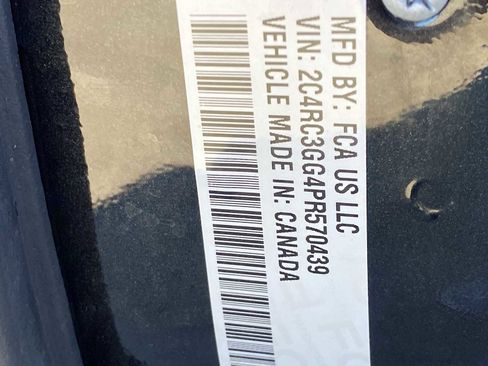 MFD BY: FCA US LLC
VIN: 2C4RC3GG4PR570439
VEHICLE MADE IN: CANADA